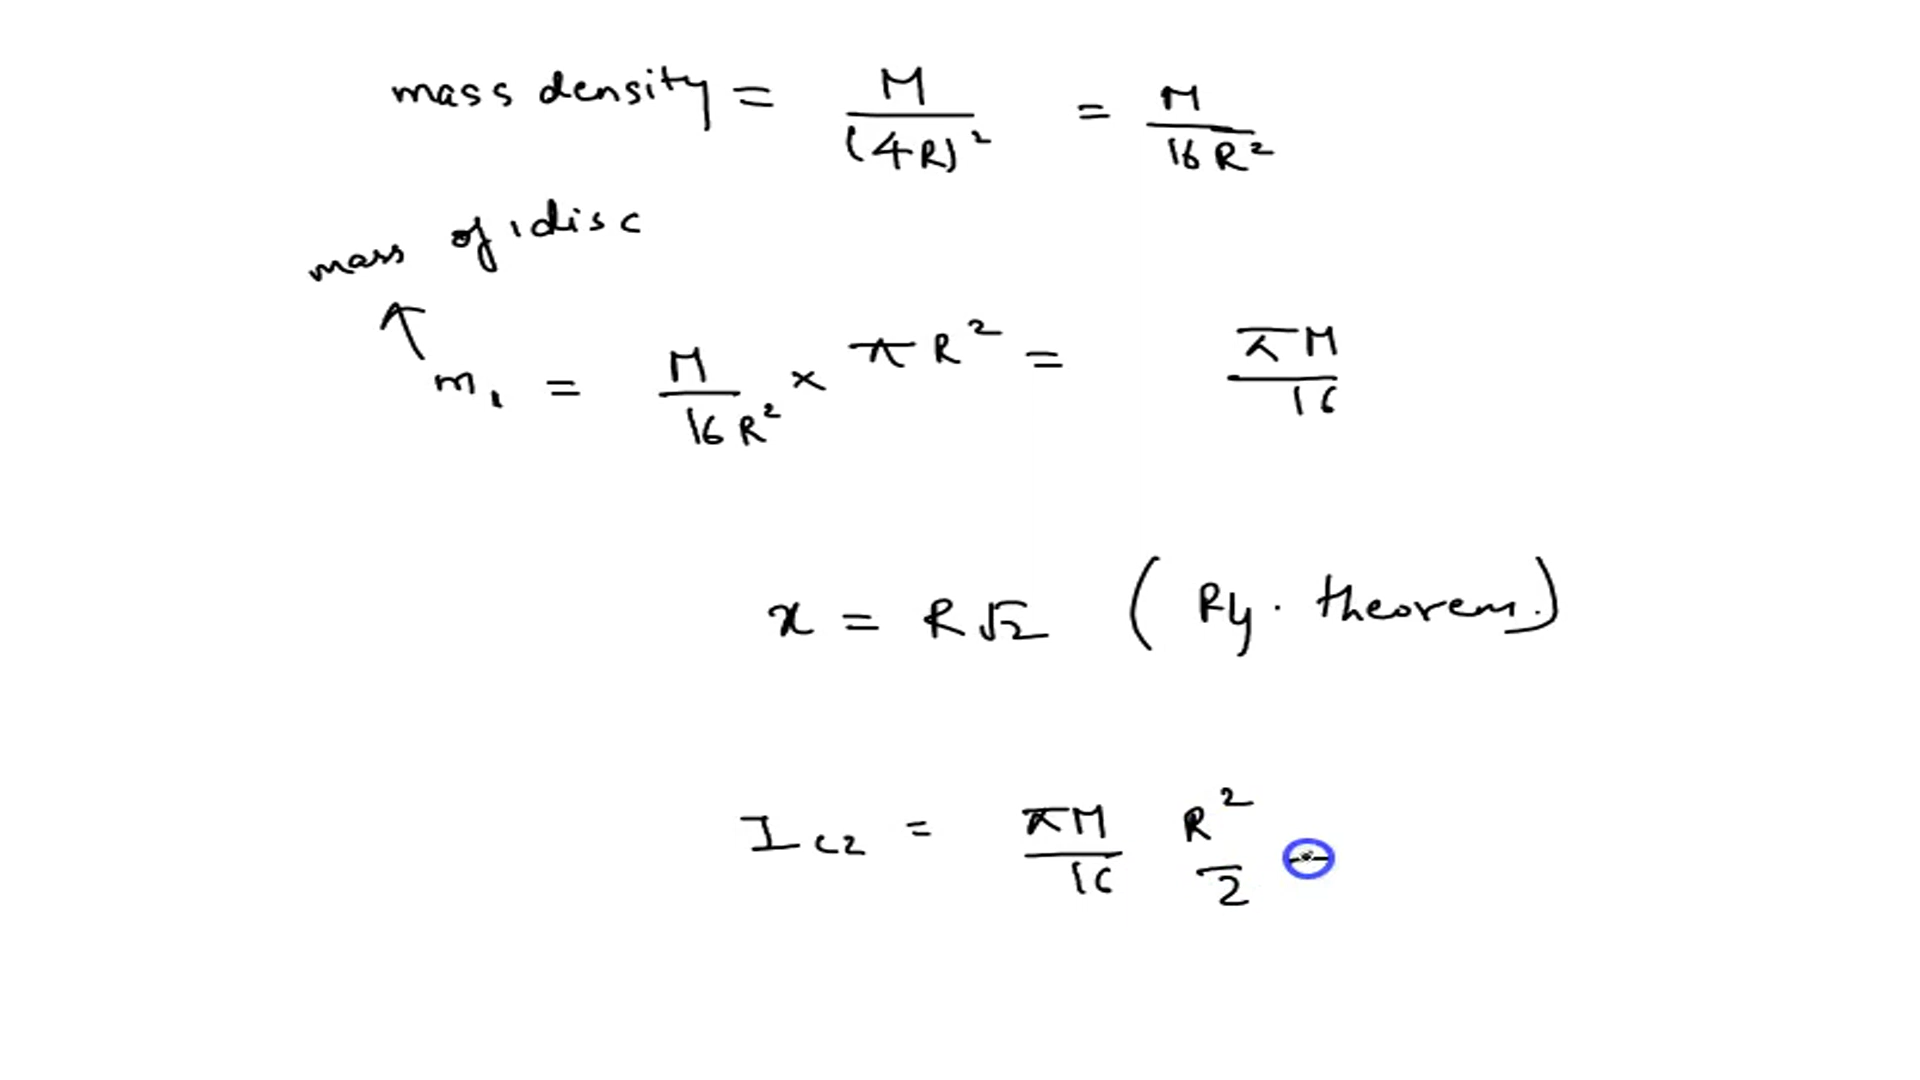 mass density = M/(4R)² = M/16R²
mass of 1 disc
↑
m₁ = M/16R² × πR² = πM/16
x = R√2 (Py. theorem.)
I_cz = πM/16 R²/2 -